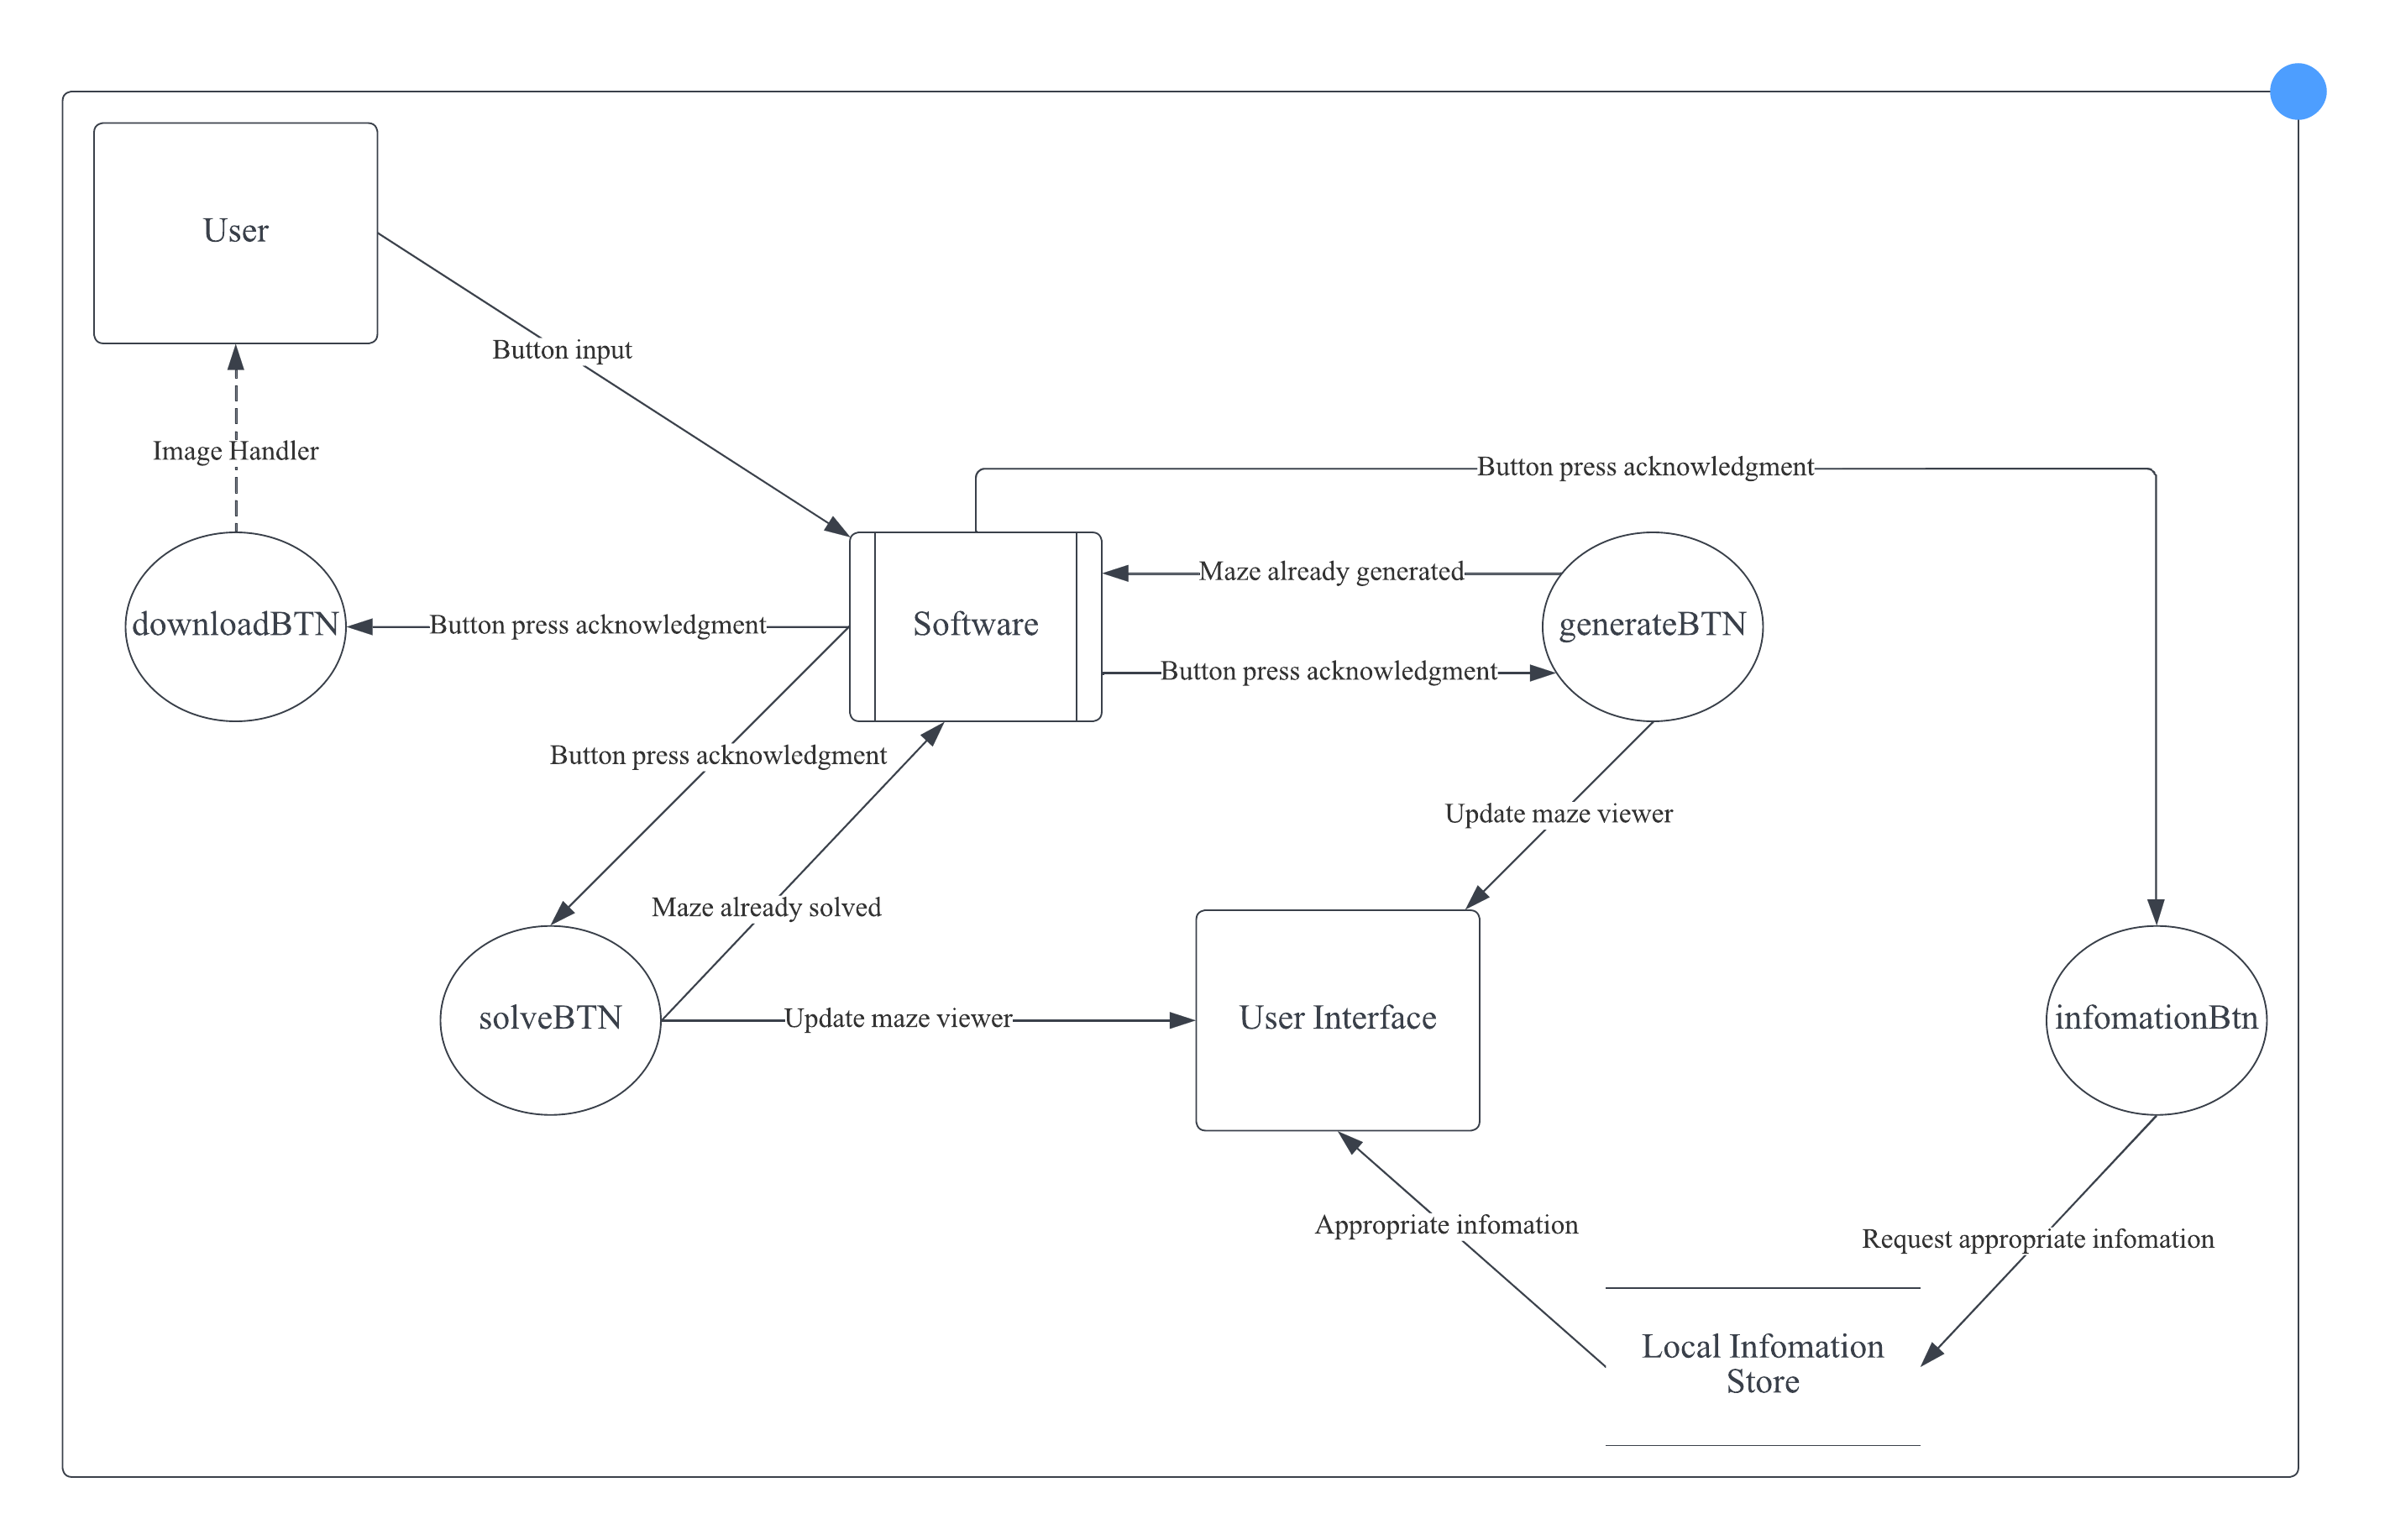 User
Button input
Image Handler
Button press acknowledgment
Maze already generated
downloadBTN
Button press acknowledgment
Software
generateBTN
Button press acknowledgment
Button press acknowledgment
Update maze viewer
Maze already solved
solveBTN
Update maze viewer
User Interface
infomationBtn
Appropriate infomation
Request appropriate infomation
Local Infomation
Store